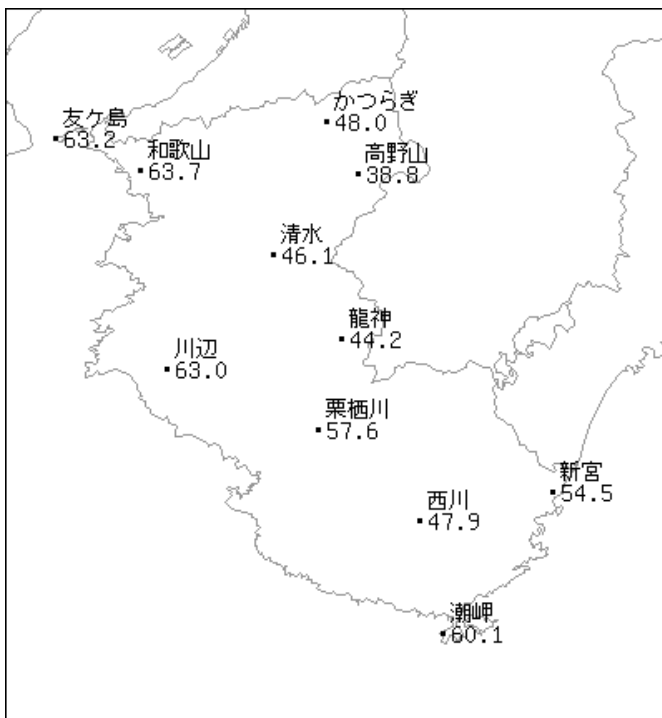 友ケ島
63.2
かつらぎ
48.0
和歌山
63.7
高野山
38.8
清水
46.1
龍神
44.2
川辺
63.0
栗栖川
57.6
新宮
54.5
西川
47.9
潮岬
60.1